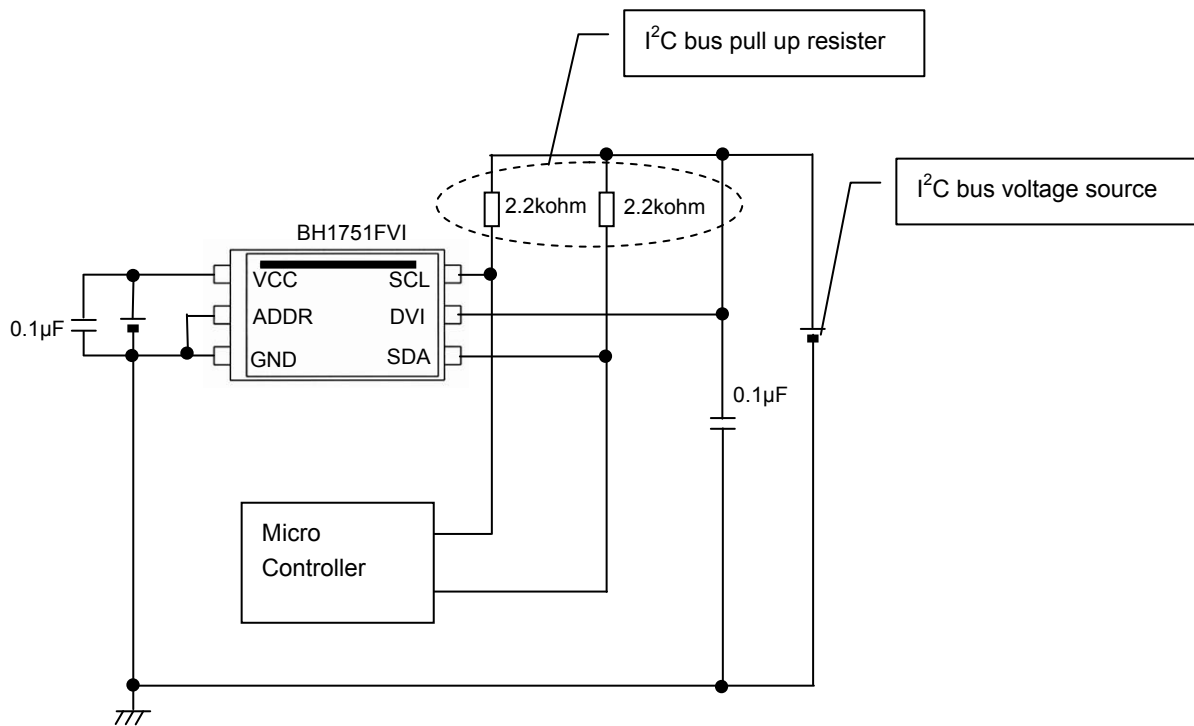 I²C bus pull up resister
I²C bus voltage source
2.2kohm
2.2kohm
BH1751FVI
VCC
SCL
0.1µF
ADDR
DVI
GND
SDA
0.1µF
Micro
Controller